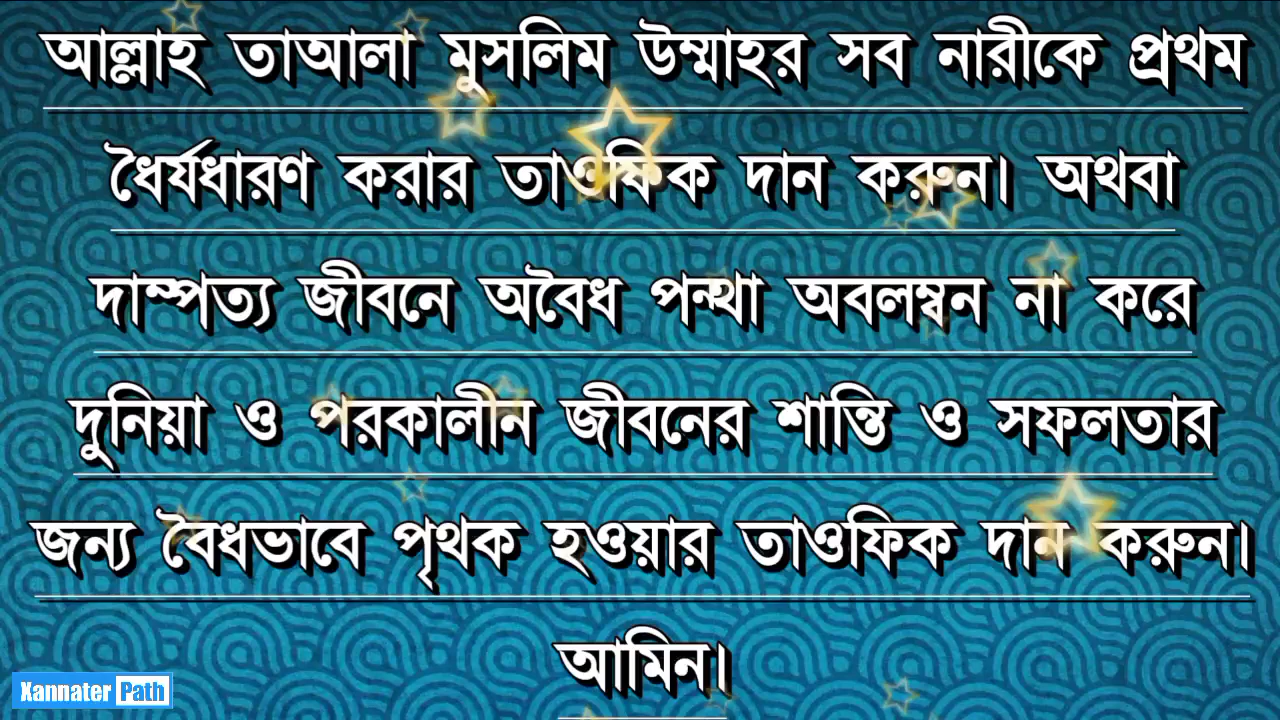 আল্লাহ তাআলা মুসলিম উম্মাহর সব নারীকে প্রথম
ধৈর্যধারণ করার তাওফিক দান করুন। অথবা
দাম্পত্য জীবনে অবৈধ পন্থা অবলম্বন না করে
দুনিয়া ও পরকালীন জীবনের শান্তি ও সফলতার
জন্য বৈধভাবে পৃথক হওয়ার তাওফিক দান করুন।
আমিন।
Xannater Path